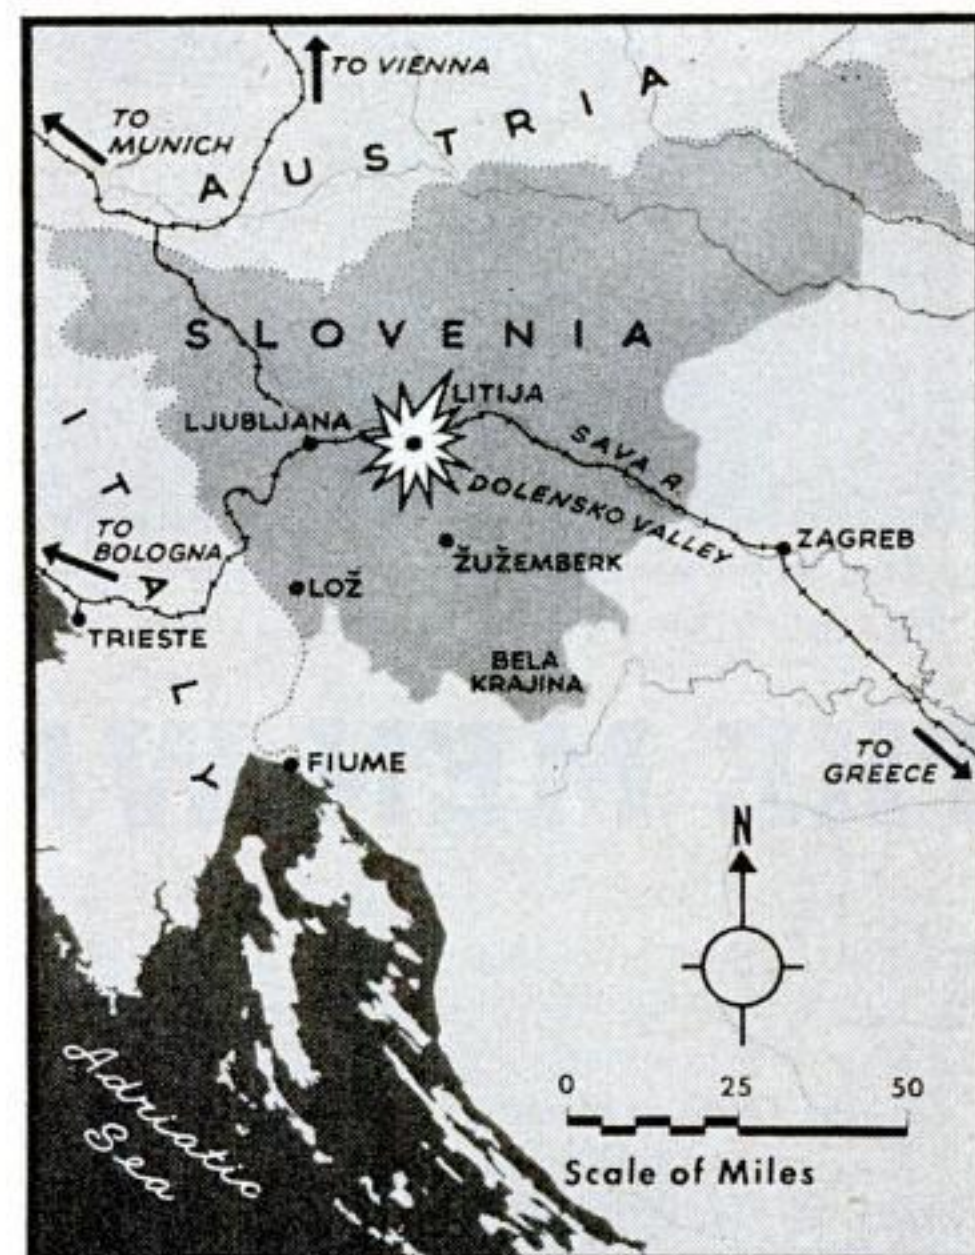 TO VIENNA
TO
MUNICH
AUSTRIA
SLOVENIA
LITIJA
LJUBLJANA
SAVA R.
DOLENSKO VALLEY
ITALY
TO
BOLOGNA
ZAGREB
ŽUŽEMBERK
LOŽ
TRIESTE
BELA
KRAJINA
FIUME
TO
GREECE
N
Adriatic
Sea
0 25 50
Scale of Miles